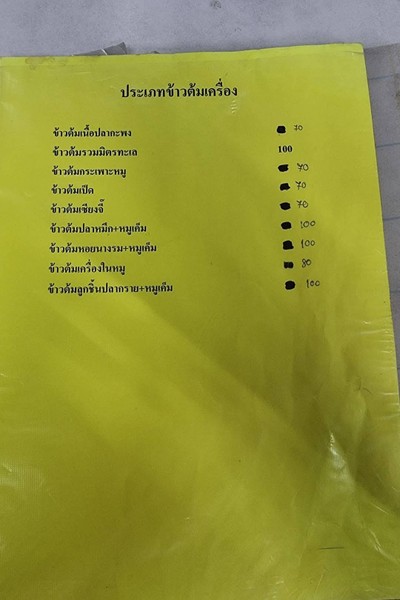 ประเภทข้าวต้มเครื่อง
ข้าวต้มเนื้อปลากะพง 70
ข้าวต้มรวมมิตรทะเล 100
ข้าวต้มกระเพาะหมู 70
ข้าวต้มเป็ด 70
ข้าวต้มเซียงจี๊ 70
ข้าวต้มปลาหมึก+หมูเค็ม 100
ข้าวต้มหอยนางรม+หมูเค็ม 100
ข้าวต้มเครื่องในหมู 80
ข้าวต้มลูกชิ้นปลากราย+หมูเค็ม 100